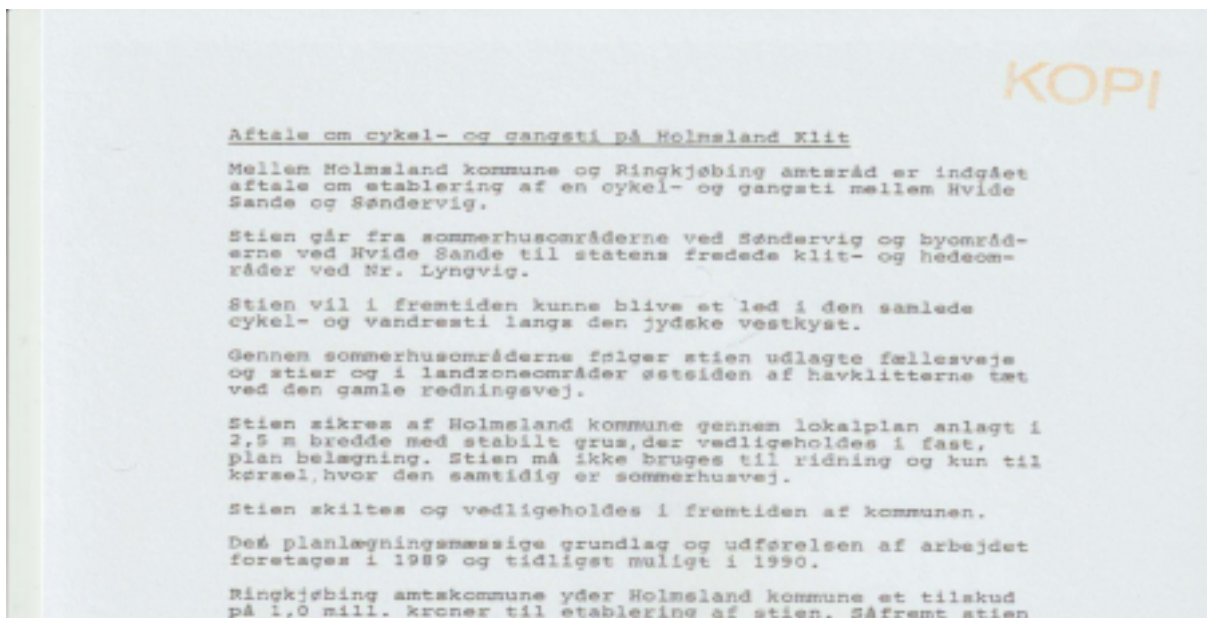 KOPI
Aftale om cykel- og gangsti på Holmsland Klit
Mellem Holmsland kommune og Ringkjøbing amtsråd er indgået
aftale om etablering af en cykel- og gangsti mellem Hvide
Sande og Søndervig.
Stien går fra sommerhusområderne ved Søndervig og byområd-
erne ved Hvide Sande til statens fredede klit- og hedeom-
råder ved Nr. Lyngvig.
Stien vil i fremtiden kunne blive et led i den samlede
cykel- og vandresti langs den jydske vestkyst.
Gennem sommerhusområderne følger stien udlagte fællesveje
og stier og i landzoneområder østsiden af havklitterne tæt
ved den gamle redningsvej.
Stien sikres af Holmsland kommune gennem lokalplan anlagt i
2,5 m bredde med stabilt grus,der vedligeholdes i fast,
plan belægning. Stien må ikke bruges til ridning og kun til
kørsel,hvor den samtidig er sommerhusvej.
Stien skiltes og vedligeholdes i fremtiden af kommunen.
planlægningsmæssige grundlag og udførelsen af arbejdet
foretages i 1989 og tidligst muligt i 1990.
Ringkjøbing amtskommune yder Holmsland kommune et tilskud
på 1,0 mill. kroner til etablering af stien. Såfremt stien